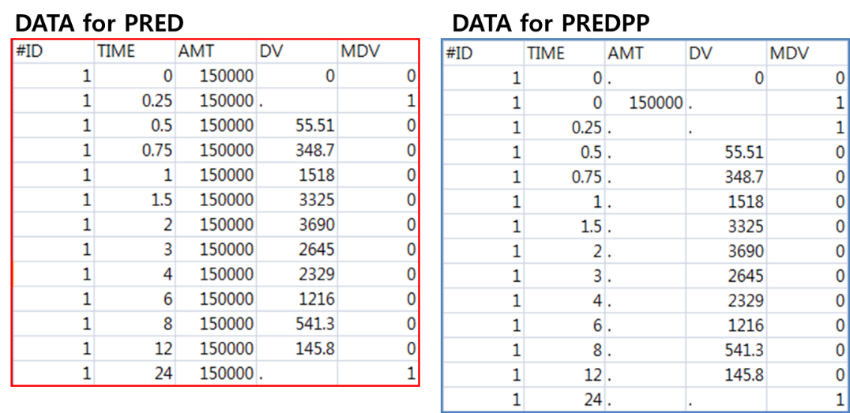 DATA for PRED
#ID TIME AMT DV MDV
1 0 150000 0 0
1 0.25 150000 . 1
1 0.5 150000 55.51 0
1 0.75 150000 348.7 0
1 1 150000 1518 0
1 1.5 150000 3325 0
1 2 150000 3690 0
1 3 150000 2645 0
1 4 150000 2329 0
1 6 150000 1216 0
1 8 150000 541.3 0
1 12 150000 145.8 0
1 24 150000 . 1
DATA for PREDPP
#ID TIME AMT DV MDV
1 0 . 0 0
1 0 150000 . 1
1 0.25 . . 1
1 0.5 . 55.51 0
1 0.75 . 348.7 0
1 1 . 1518 0
1 1.5 . 3325 0
1 2 . 3690 0
1 3 . 2645 0
1 4 . 2329 0
1 6 . 1216 0
1 8 . 541.3 0
1 12 . 145.8 0
1 24 . . 1